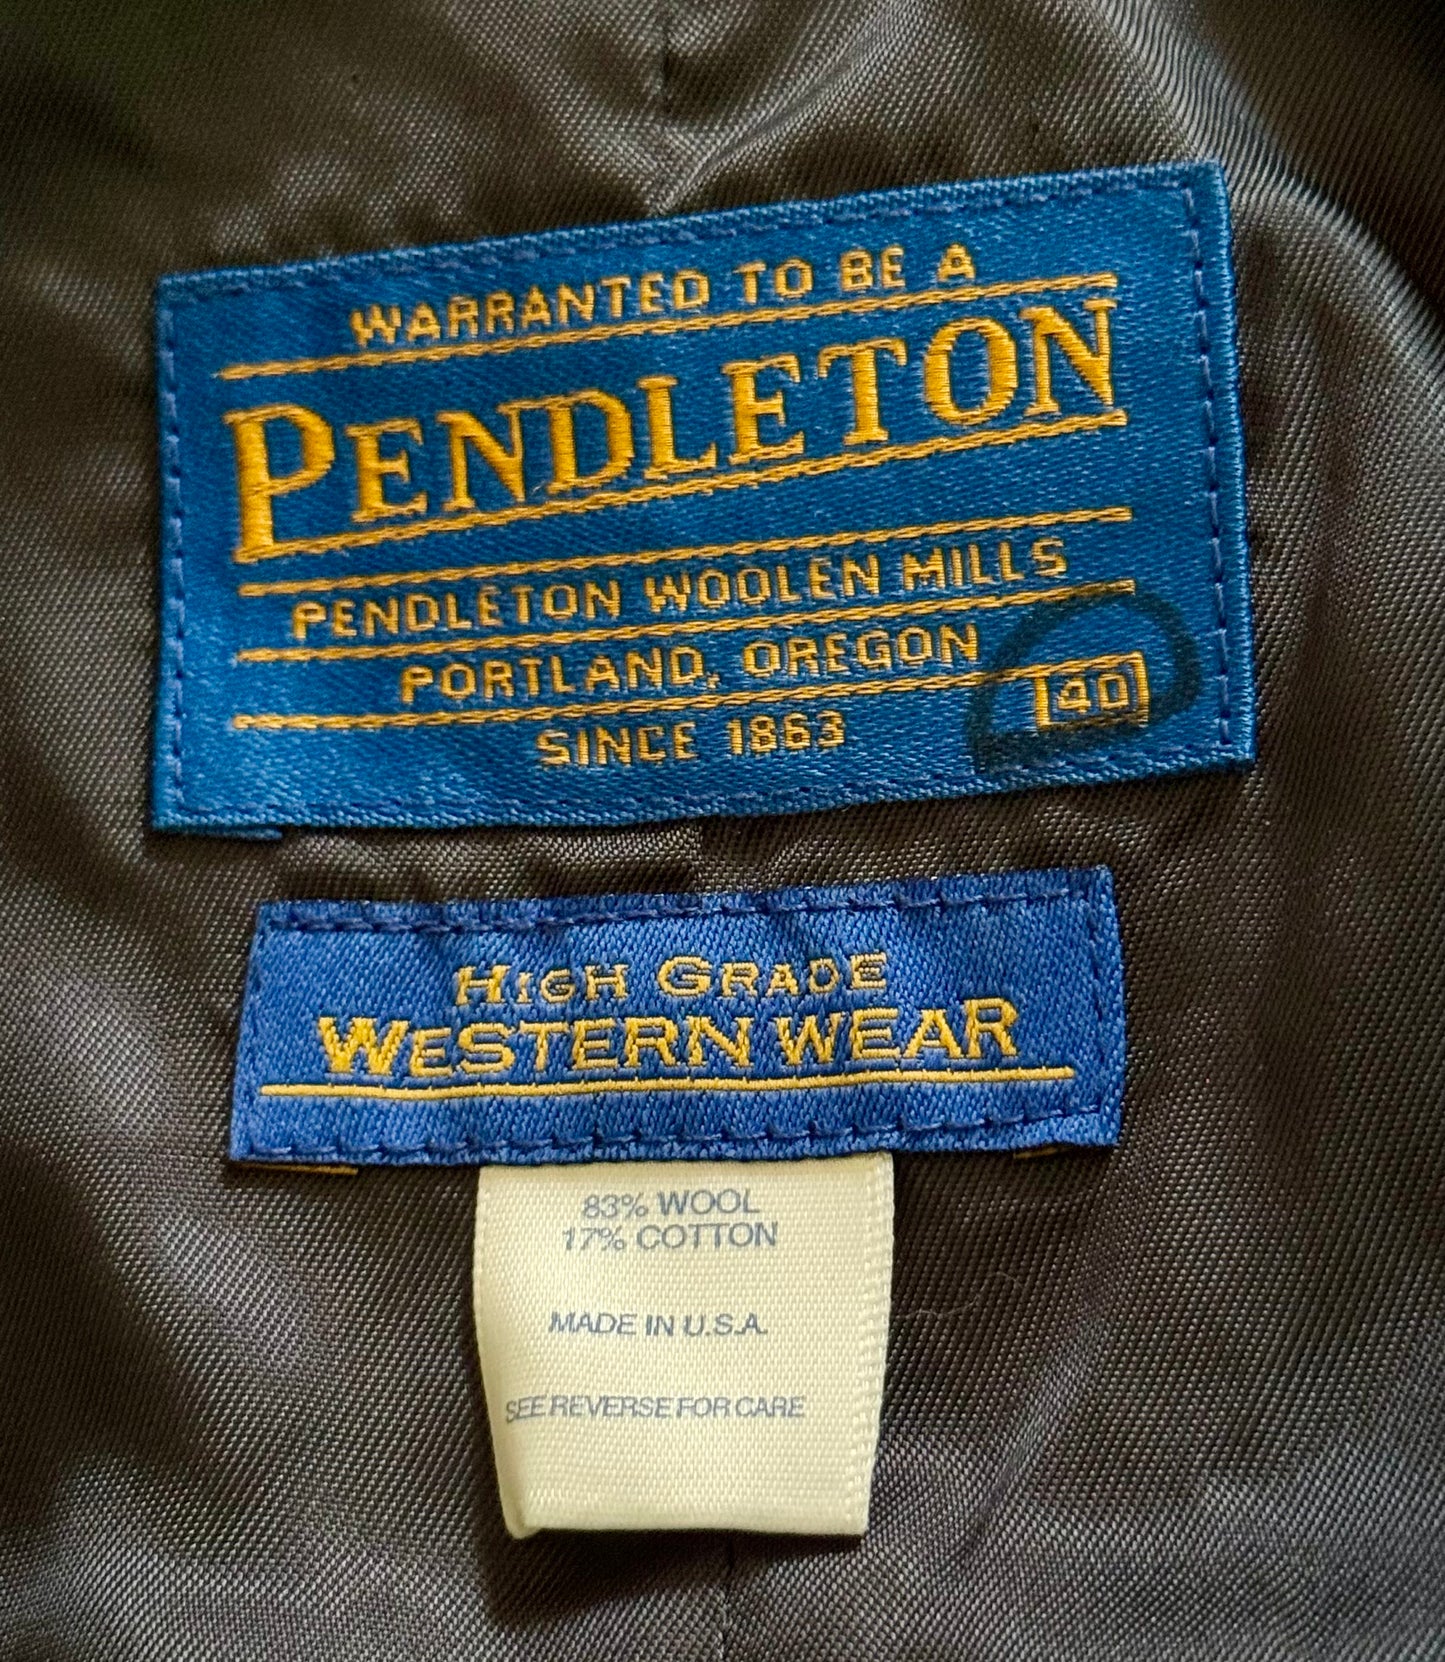 WARRANTED TO BE A
PENDLETON
PENDLETON WOOLEN MILLS
PORTLAND, OREGON
40
SINCE 1863
HIGH GRADE
WESTERN WEAR
83% WOOL
17% COTTON
MADE IN U.S.A.
SEE REVERSE FOR CARE